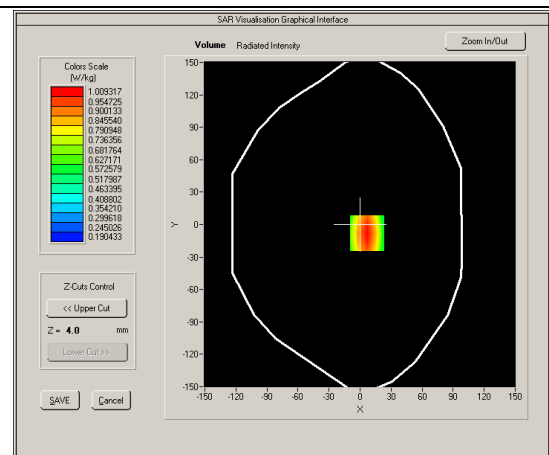 SAR Visualisation Graphical Interface
Volume Radiated Intensity
Zoom In/Out
Colors Scale
(W/kg)
1.009317
0.954725
0.900133
0.845540
0.790948
0.736356
0.681764
0.627171
0.572579
0.517987
0.463395
0.408802
0.354210
0.299618
0.245026
0.190433
Z-Cuts Control
<< Upper Cut
Z = 4.0 mm
Lower Cut >>
SAVE Cancel
150
120
90
60
30
0
-30
-60
-90
-120
-150
Y
-150 -120 -90 -60 -30 0 30 60 90 120 150
X